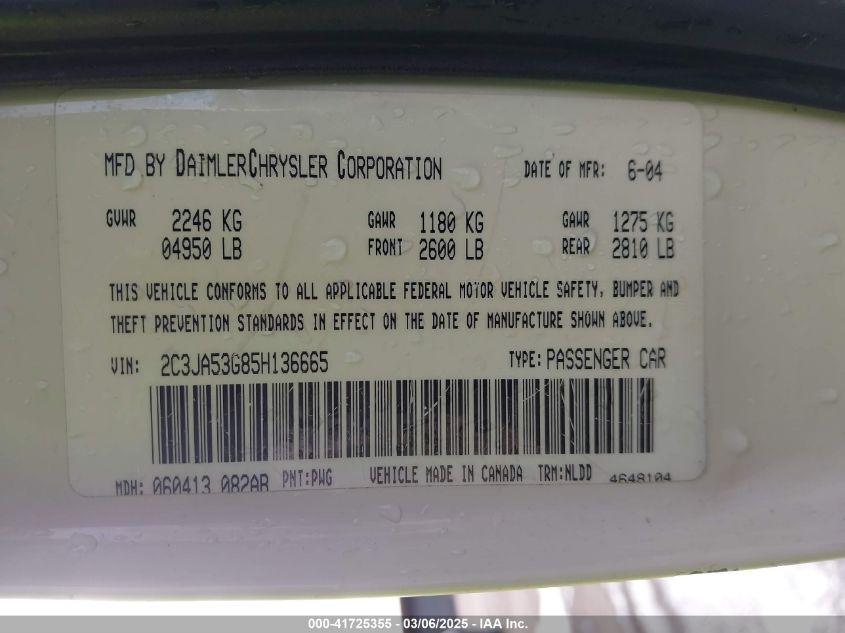 MFD BY DAIMLERCHRYSLER CORPORATION DATE OF MFR: 6-04
GVWR 2246 KG GAWR 1180 KG GAWR 1275 KG
04950 LB FRONT 2600 LB REAR 2810 LB
THIS VEHICLE CONFORMS TO ALL APPLICABLE FEDERAL MOTOR VEHICLE SAFETY, BUMPER AND
THEFT PREVENTION STANDARDS IN EFFECT ON THE DATE OF MANUFACTURE SHOWN ABOVE.
VIN: 2C3JA53G85H136665 TYPE: PASSENGER CAR
MDH: 060413 082AB PNT: PWG VEHICLE MADE IN CANADA TRM: NLDD 4648104
000-41725355 — 03/06/2025 — IAA Inc.